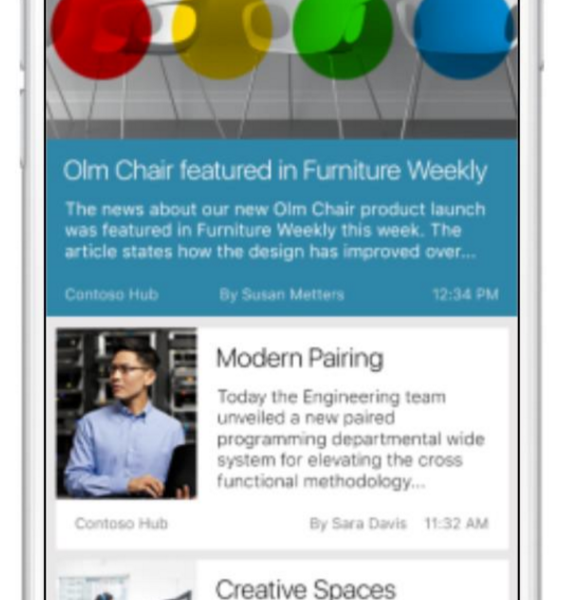 Olm Chair featured in Furniture Weekly
The news about our new Olm Chair product launch
was featured in Furniture Weekly this week. The
article states how the design has improved over...
Contoso Hub By Susan Metters 12:34 PM
Modern Pairing
Today the Engineering team
unveiled a new paired
programming departmental wide
system for elevating the cross
functional methodology...
Contoso Hub By Sara Davis 11:32 AM
Creative Spaces